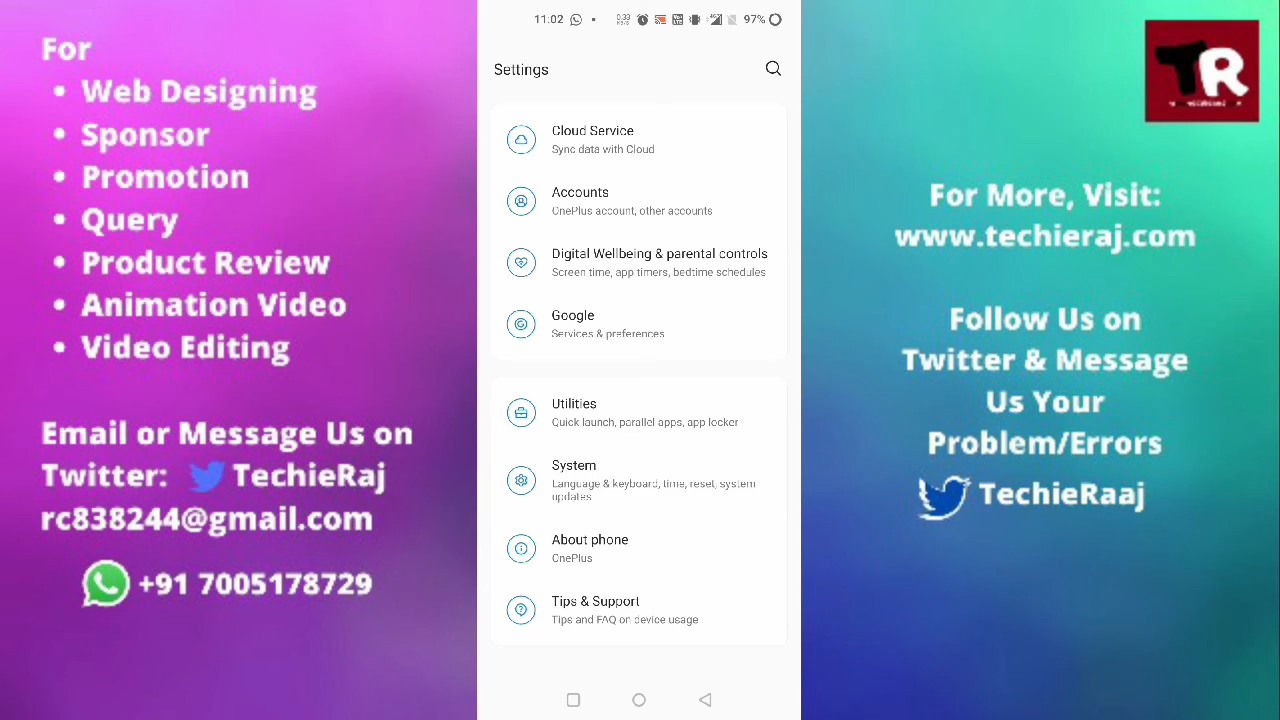 For
• Web Designing
• Sponsor
• Promotion
• Query
• Product Review
• Animation Video
• Video Editing
Email or Message Us on
Twitter: TechieRaj
rc838244@gmail.com
+91 7005178729
11:02
97%
Settings
Cloud Service
Sync data with Cloud
Accounts
OnePlus account, other accounts
Digital Wellbeing & parental controls
Screen time, app timers, bedtime schedules
Google
Services & preferences
Utilities
Quick launch, parallel apps, app locker
System
Language & keyboard, time, reset, system
updates
About phone
OnePlus
Tips & Support
Tips and FAQ on device usage
TR
For More, Visit:
www.techieraj.com
Follow Us on
Twitter & Message
Us Your
Problem/Errors
TechieRaaj